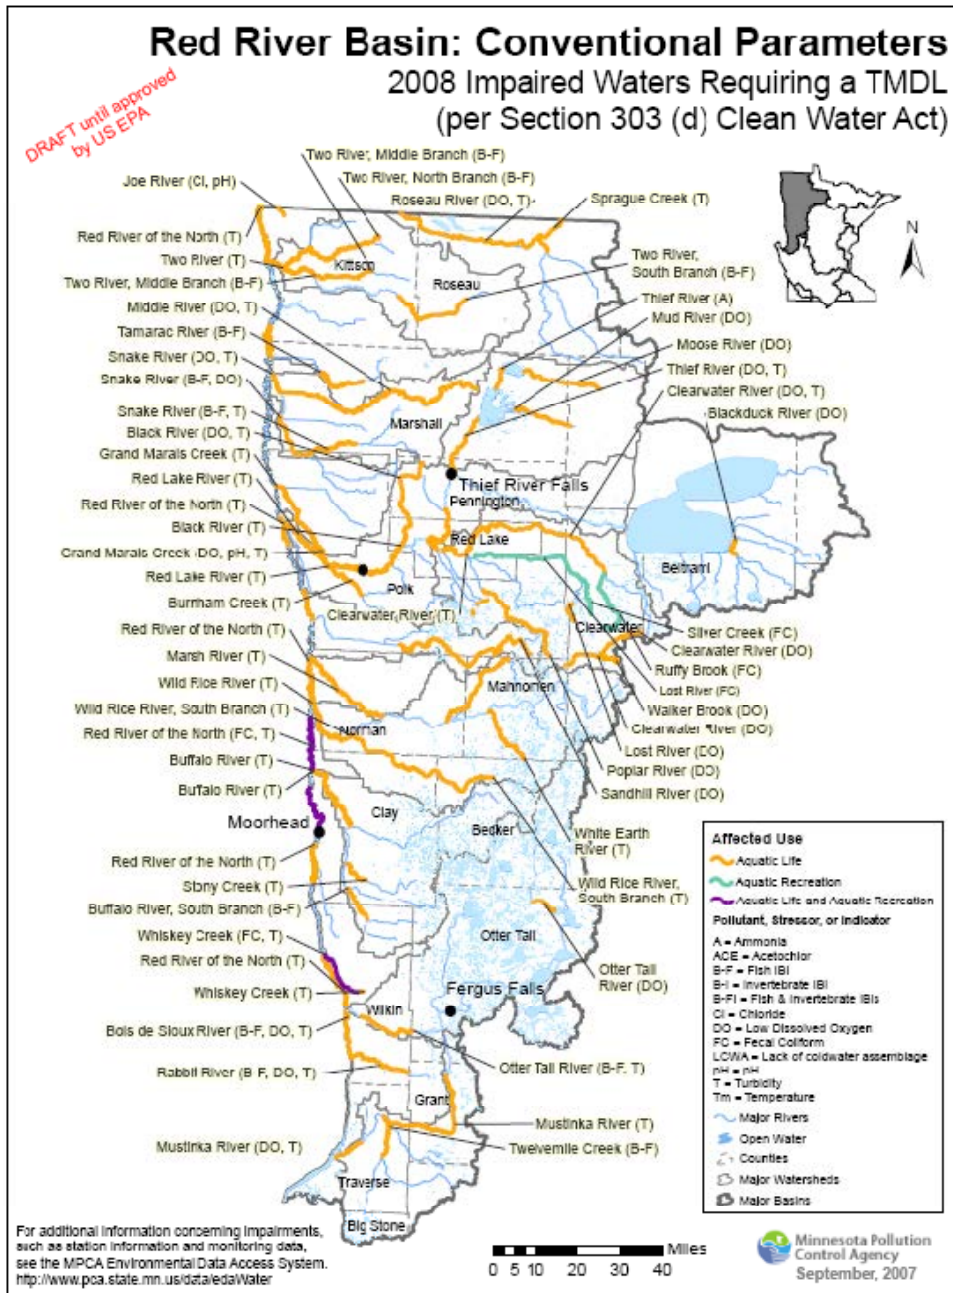 Red River Basin: Conventional Parameters
2008 Impaired Waters Requiring a TMDL
(per Section 303 (d) Clean Water Act)
DRAFT until approved
by US EPA
Two River, Middle Branch (B-F)
Two River, North Branch (B-F)
Joe River (Cl, pH)
Roseau River (DO, T)
Sprague Creek (T)
N
Red River of the North (T)
Two River (T)
Two River, Middle Branch (B-F)
Middle River (DO, T)
Tamarac River (B-F)
Snake River (DO, T)
Snake River (B-F, DO)
Snake River (B-F, T)
Black River (DO, T)
Grand Marais Creek (T)
Red Lake River (T)
Red River of the North (T)
Black River (T)
Grand Marais Creek (DO, pH, T)
Red Lake River (T)
Burnham Creek (T)
Red River of the North (T)
Marsh River (T)
Wild Rice River (T)
Wild Rice River, South Branch (T)
Red River of the North (FC, T)
Buffalo River (T)
Buffalo River (T)
Moorhead
Red River of the North (T)
Stony Creek (T)
Buffalo River, South Branch (B-F)
Whiskey Creek (FC, T)
Red River of the North (T)
Whiskey Creek (T)
Bois de Sioux River (B-F, DO, T)
Rabbit River (B-F, DO, T)
Mustinka River (DO, T)
Two River,
South Branch (B-F)
Thief River (A)
Mud River (DO)
Moose River (DO)
Thief River (DO, T)
Clearwater River (DO, T)
Blackduck River (DO)
Kittson
Roseau
Marshall
Thief River Falls
Pennington
Red Lake
Polk
Beltrami
Clearwater River (T)
Clearwater
Silver Creek (FC)
Clearwater River (DO)
Ruffy Brook (FC)
Lost River (FC)
Walker Brook (DO)
Clearwater River (DO)
Lost River (DO)
Poplar River (DO)
Sandhill River (DO)
Mahnomen
Norman
Clay
Becker
White Earth
River (T)
Wild Rice River,
South Branch (T)
Otter Tail
Otter Tail
River (DO)
Fergus Falls
Wilkin
Otter Tail River (B-F, T)
Grant
Mustinka River (T)
Twelvemile Creek (B-F)
Traverse
Big Stone
Affected Use
Aquatic Life
Aquatic Recreation
Aquatic Life and Aquatic Recreation
Pollutant, Stressor, or Indicator
A = Ammonia
ACE = Acetochlor
B-F = Fish IBI
B-I = Invertebrate IBI
B-FI = Fish & Invertebrate IBIs
Cl = Chloride
DO = Low Dissolved Oxygen
FC = Fecal Coliform
LCWA = Lack of coldwater assemblage
pH = pH
T = Turbidity
Tm = Temperature
Major Rivers
Open Water
Counties
Major Watersheds
Major Basins
For additional information concerning impairments,
such as station information and monitoring data,
see the MPCA Environmental Data Access System.
http://www.pca.state.mn.us/data/edaWater
Miles
0 5 10 20 30 40
Minnesota Pollution
Control Agency
September, 2007